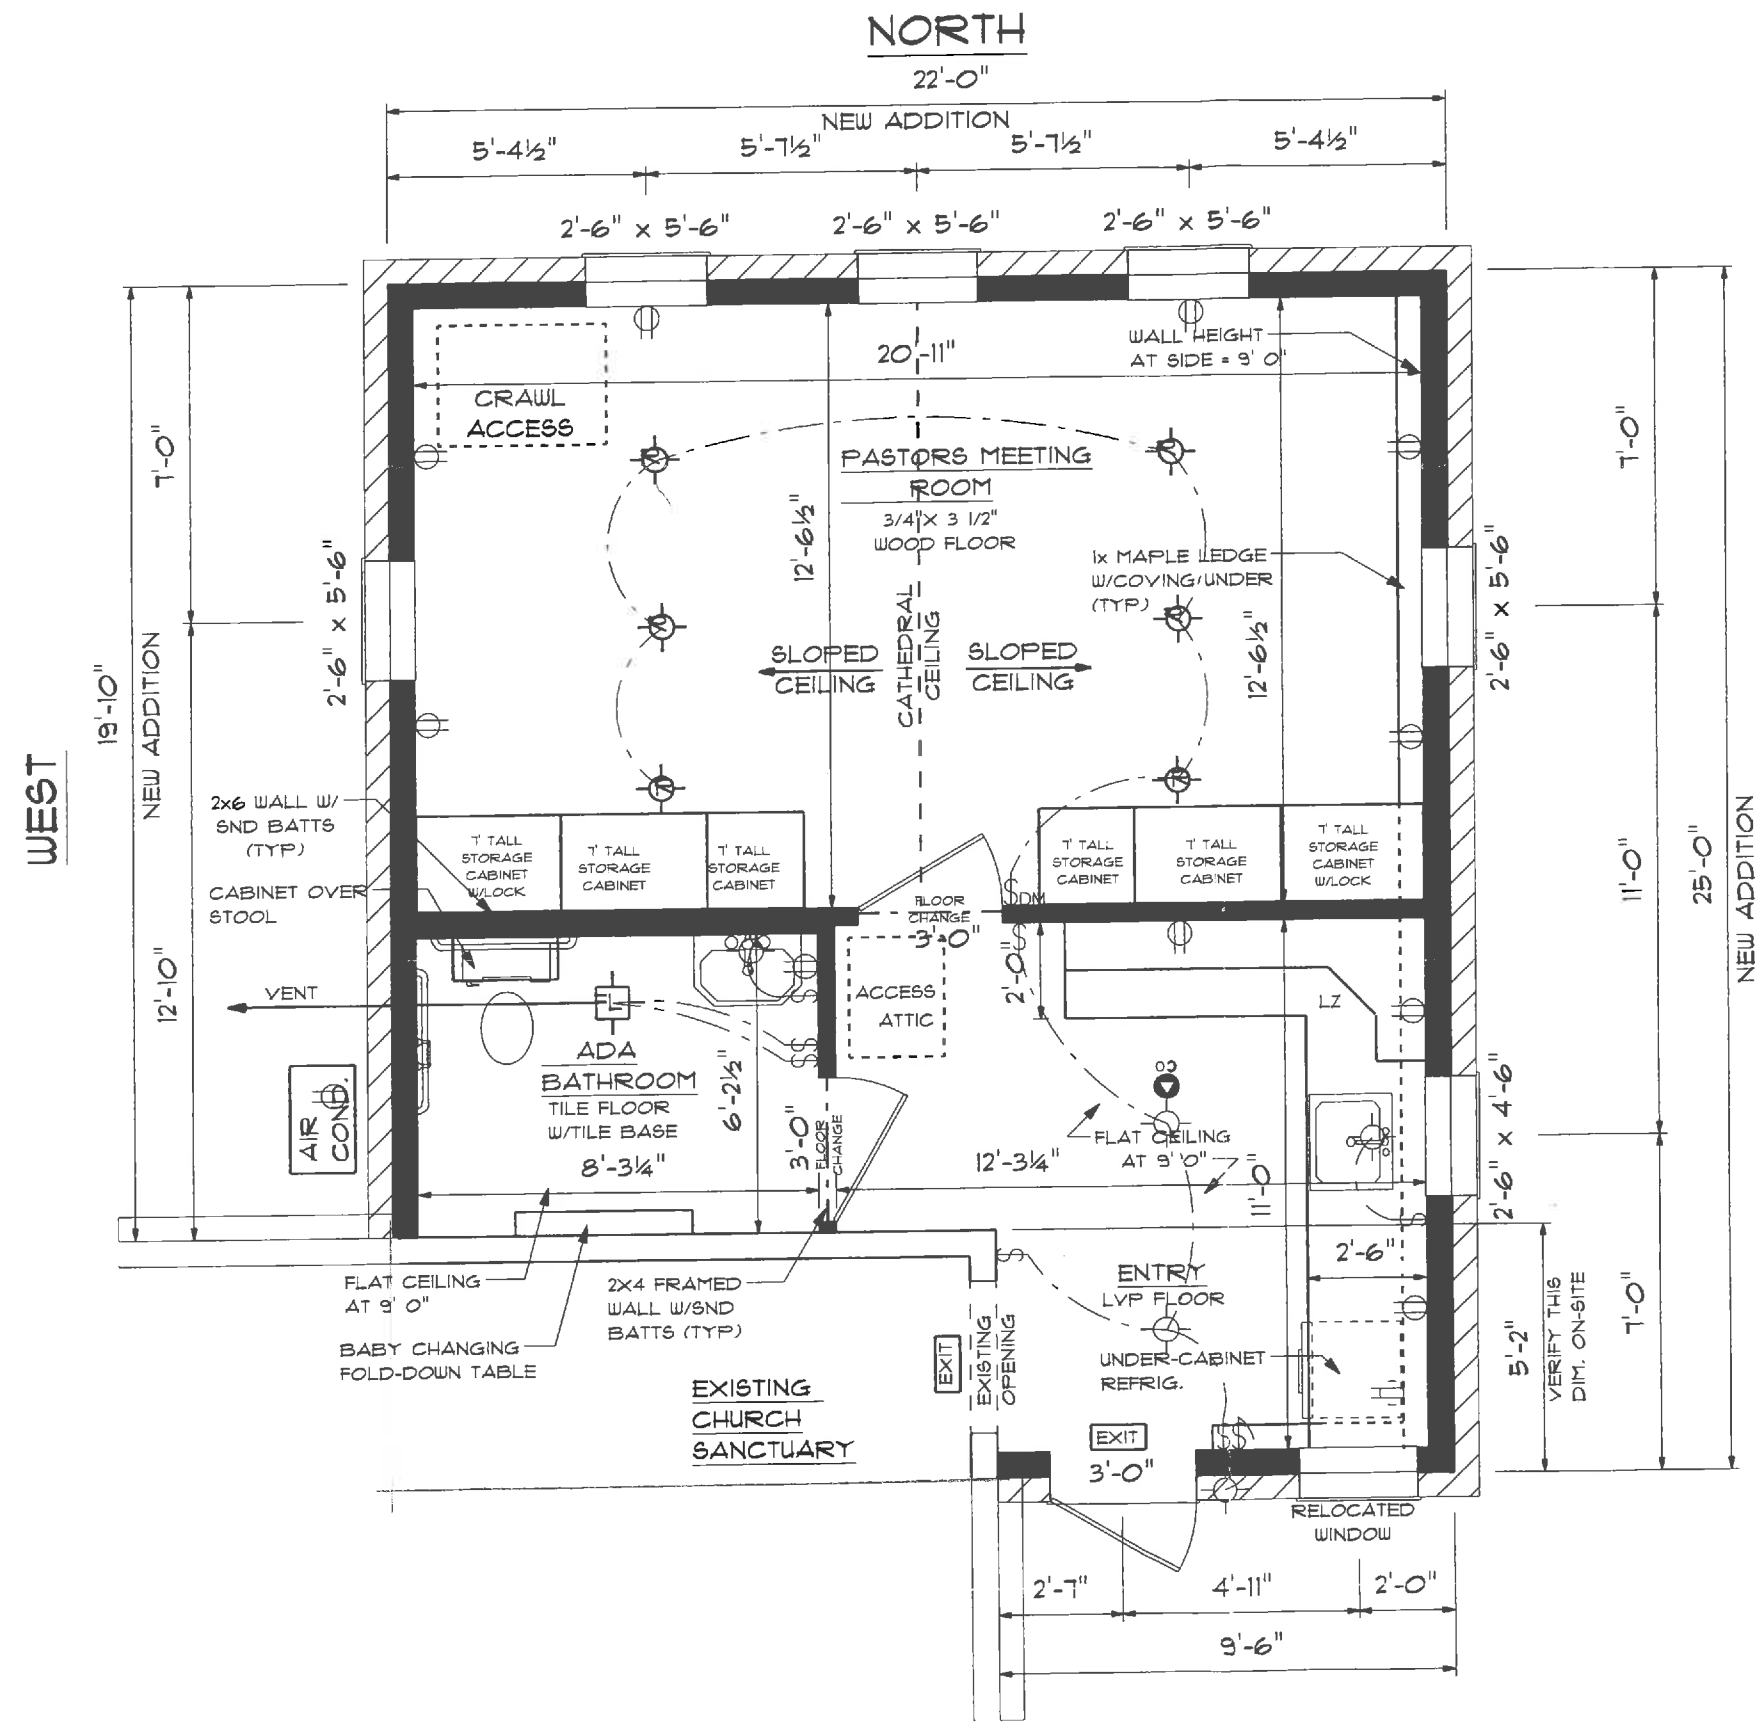 NORTH
22'-0"
NEW ADDITION
5'-4½"
5'-7½"
5'-7½"
5'-4½"
2'-6" x 5'-6"
2'-6" x 5'-6"
2'-6" x 5'-6"
WALL HEIGHT
AT SIDE = 9' 0"
20'-11"
CRAWL
ACCESS
7'-0"
7'-0"
PASTORS MEETING
ROOM
3/4" X 3 1/2"
WOOD FLOOR
12'-6½"
1x MAPLE LEDGE
W/COVING UNDER
(TYP)
2'-6" x 5'-6"
2'-6" x 5'-6"
CATHEDRAL
CEILING
SLOPED
CEILING
SLOPED
CEILING
12'-6½"
19'-10"
NEW ADDITION
WEST
2x6 WALL W/
SND BATTS
(TYP)
CABINET OVER
STOOL
7' TALL
STORAGE
CABINET
W/LOCK
7' TALL
STORAGE
CABINET
7' TALL
STORAGE
CABINET
7' TALL
STORAGE
CABINET
7' TALL
STORAGE
CABINET
7' TALL
STORAGE
CABINET
W/LOCK
11'-0"
25'-0"
NEW ADDITION
$DM
FLOOR
CHANGE
3'-0"
$
2'-0"
12'-10"
VENT
ACCESS
ATTIC
LZ
$
$$
ADA
BATHROOM
TILE FLOOR
W/TILE BASE
8'-3¼"
6'-2½"
3'-0"
FLOOR
CHANGE
AIR
COND.
CO
FLAT CEILING
AT 9' 0"
12'-3¼"
11'-0"
2'-6" x 4'-6"
$
2'-6"
FLAT CEILING
AT 9' 0"
BABY CHANGING
FOLD-DOWN TABLE
2X4 FRAMED
WALL W/SND
BATTS (TYP)
$
ENTRY
LVP FLOOR
EXIT
EXISTING
OPENING
UNDER-CABINET
REFRIG.
5'-2"
VERIFY THIS
DIM. ON-SITE
7'-0"
EXISTING
CHURCH
SANCTUARY
EXIT
3'-0"
$$
RELOCATED
WINDOW
2'-7"
4'-11"
2'-0"
9'-6"